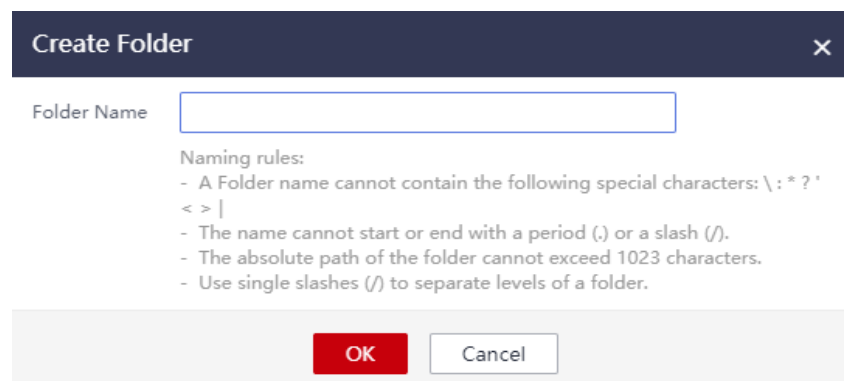 Create Folder
×
Folder Name
Naming rules:
- A Folder name cannot contain the following special characters: \ : * ? '
< > |
- The name cannot start or end with a period (.) or a slash (/).
- The absolute path of the folder cannot exceed 1023 characters.
- Use single slashes (/) to separate levels of a folder.
OK
Cancel